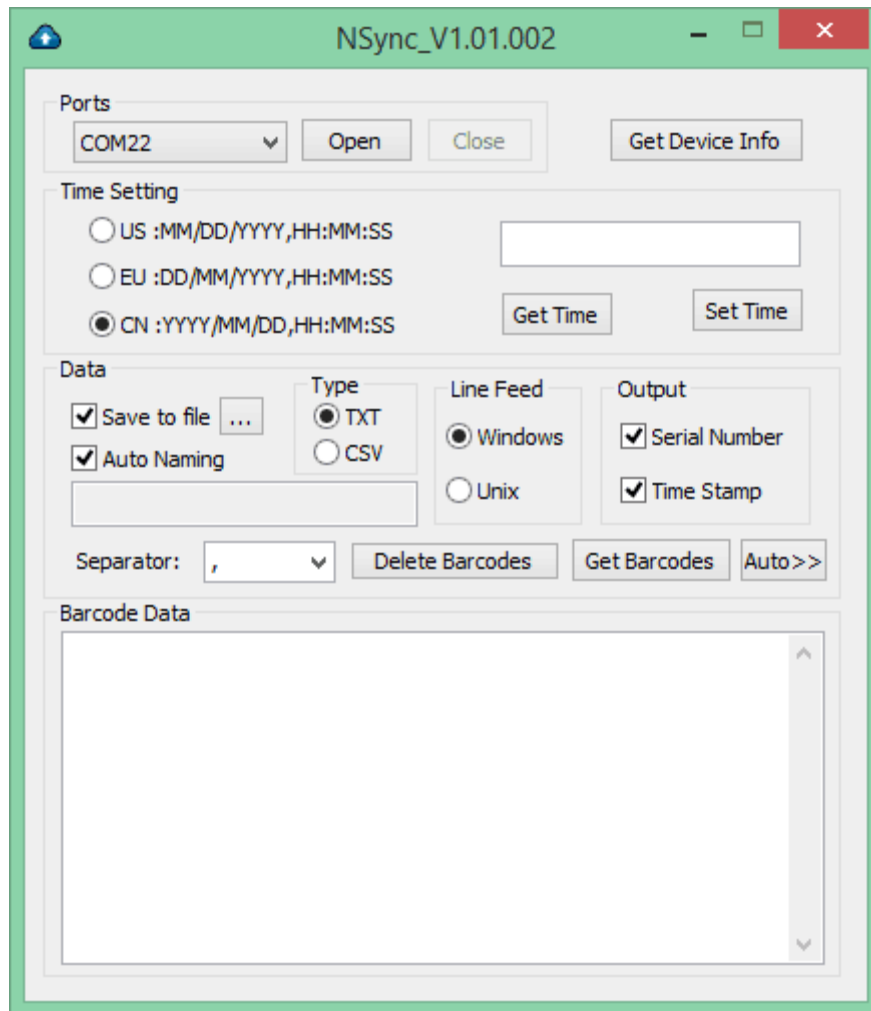 NSync_V1.01.002
Ports
COM22 Open Close Get Device Info
Time Setting
US :MM/DD/YYYY,HH:MM:SS
EU :DD/MM/YYYY,HH:MM:SS
CN :YYYY/MM/DD,HH:MM:SS
Get Time Set Time
Data
Save to file ...
Auto Naming
Type
TXT
CSV
Line Feed
Windows
Unix
Output
Serial Number
Time Stamp
Separator: , Delete Barcodes Get Barcodes Auto>>
Barcode Data